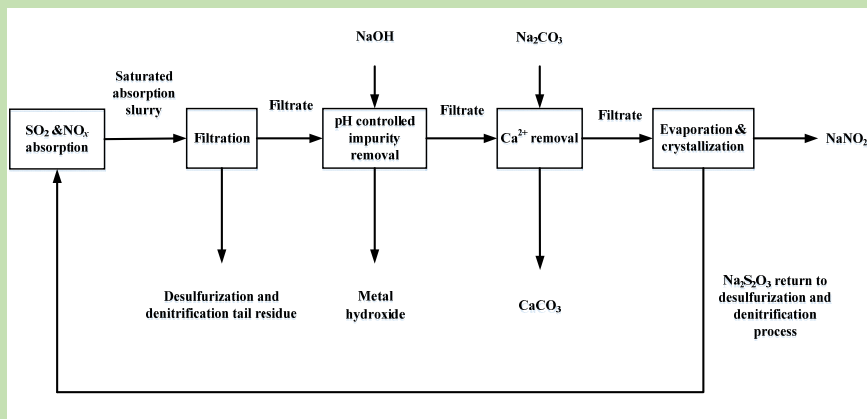 NaOH
Na₂CO₃
Saturated
absorption
slurry
Filtrate
Filtrate
Filtrate
SO₂ &NOₓ
absorption
Filtration
pH controlled
impurity
removal
Ca²⁺ removal
Evaporation &
crystallization
NaNO₂
Desulfurization and
denitrification tail residue
Metal
hydroxide
CaCO₃
Na₂S₂O₃ return to
desulfurization and
denitrification
process